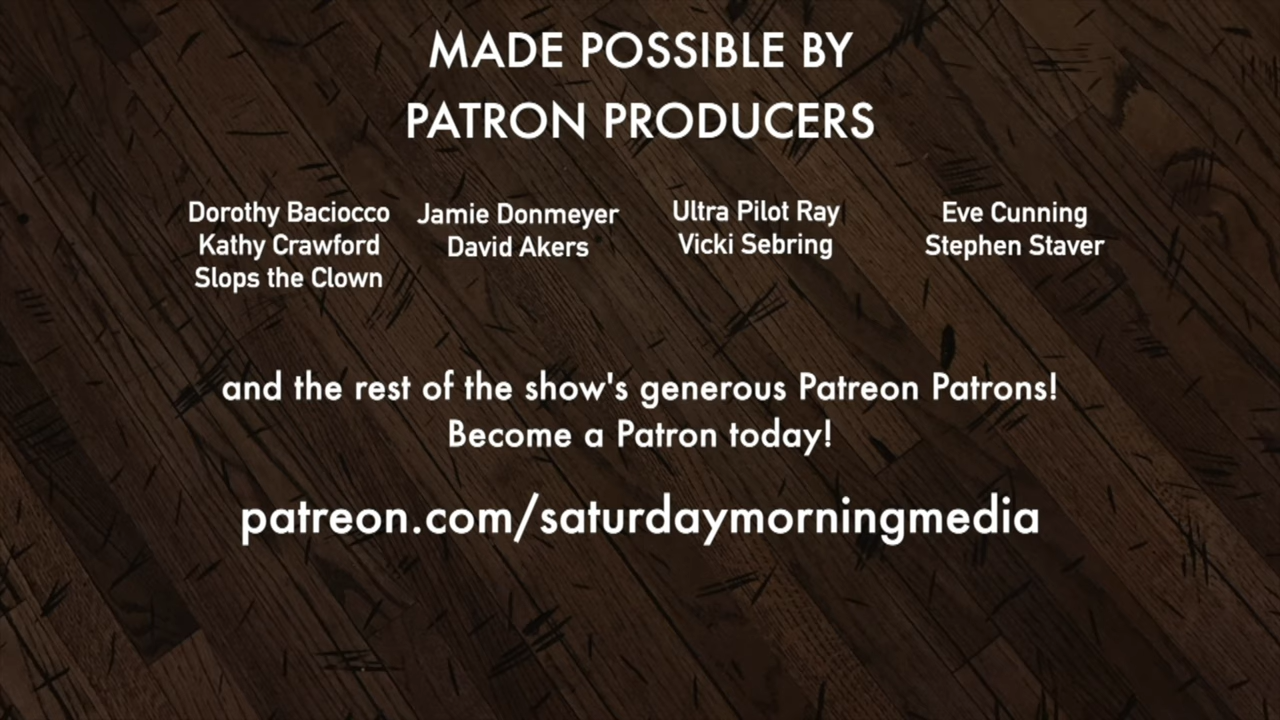 MADE POSSIBLE BY
PATRON PRODUCERS
Dorothy Baciocco
Kathy Crawford
Slops the Clown
Jamie Donmeyer
David Akers
Ultra Pilot Ray
Vicki Sebring
Eve Cunning
Stephen Staver
and the rest of the show's generous Patreon Patrons!
Become a Patron today!
patreon.com/saturdaymorningmedia